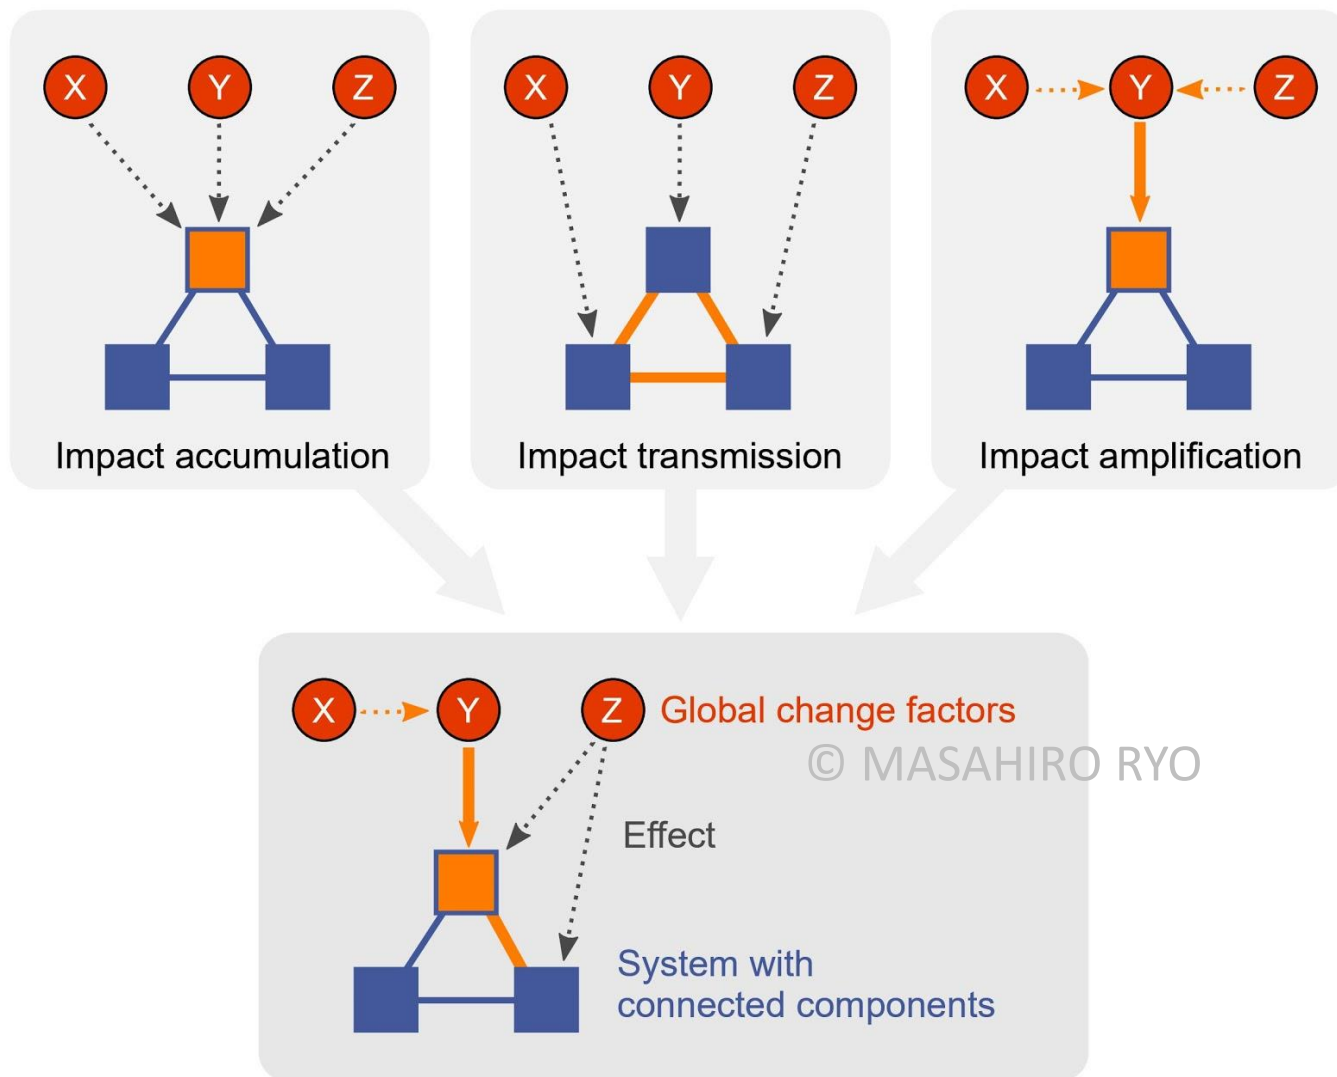 X Y Z
X Y Z
X Y Z
Impact accumulation
Impact transmission
Impact amplification
X Y Z Global change factors
© MASAHIRO RYO
Effect
System with
connected components